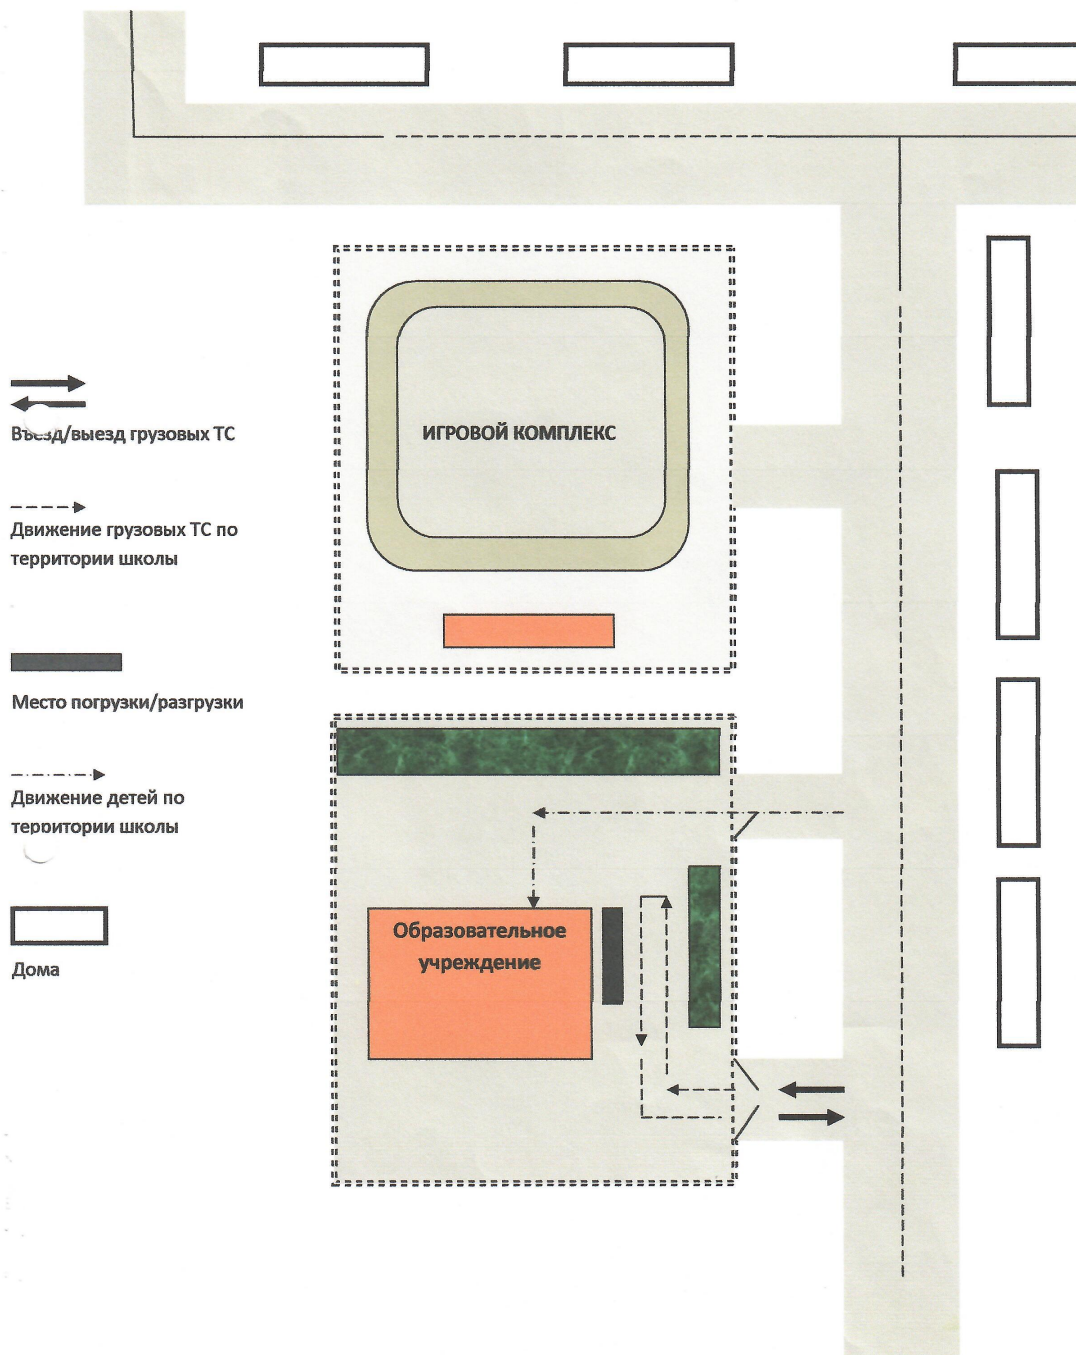 ИГРОВОЙ КОМПЛЕКС
Въезд/выезд грузовых ТС
Движение грузовых ТС по
территории школы
Место погрузки/разгрузки
Движение детей по
территории школы
Дома
Образовательное
учреждение